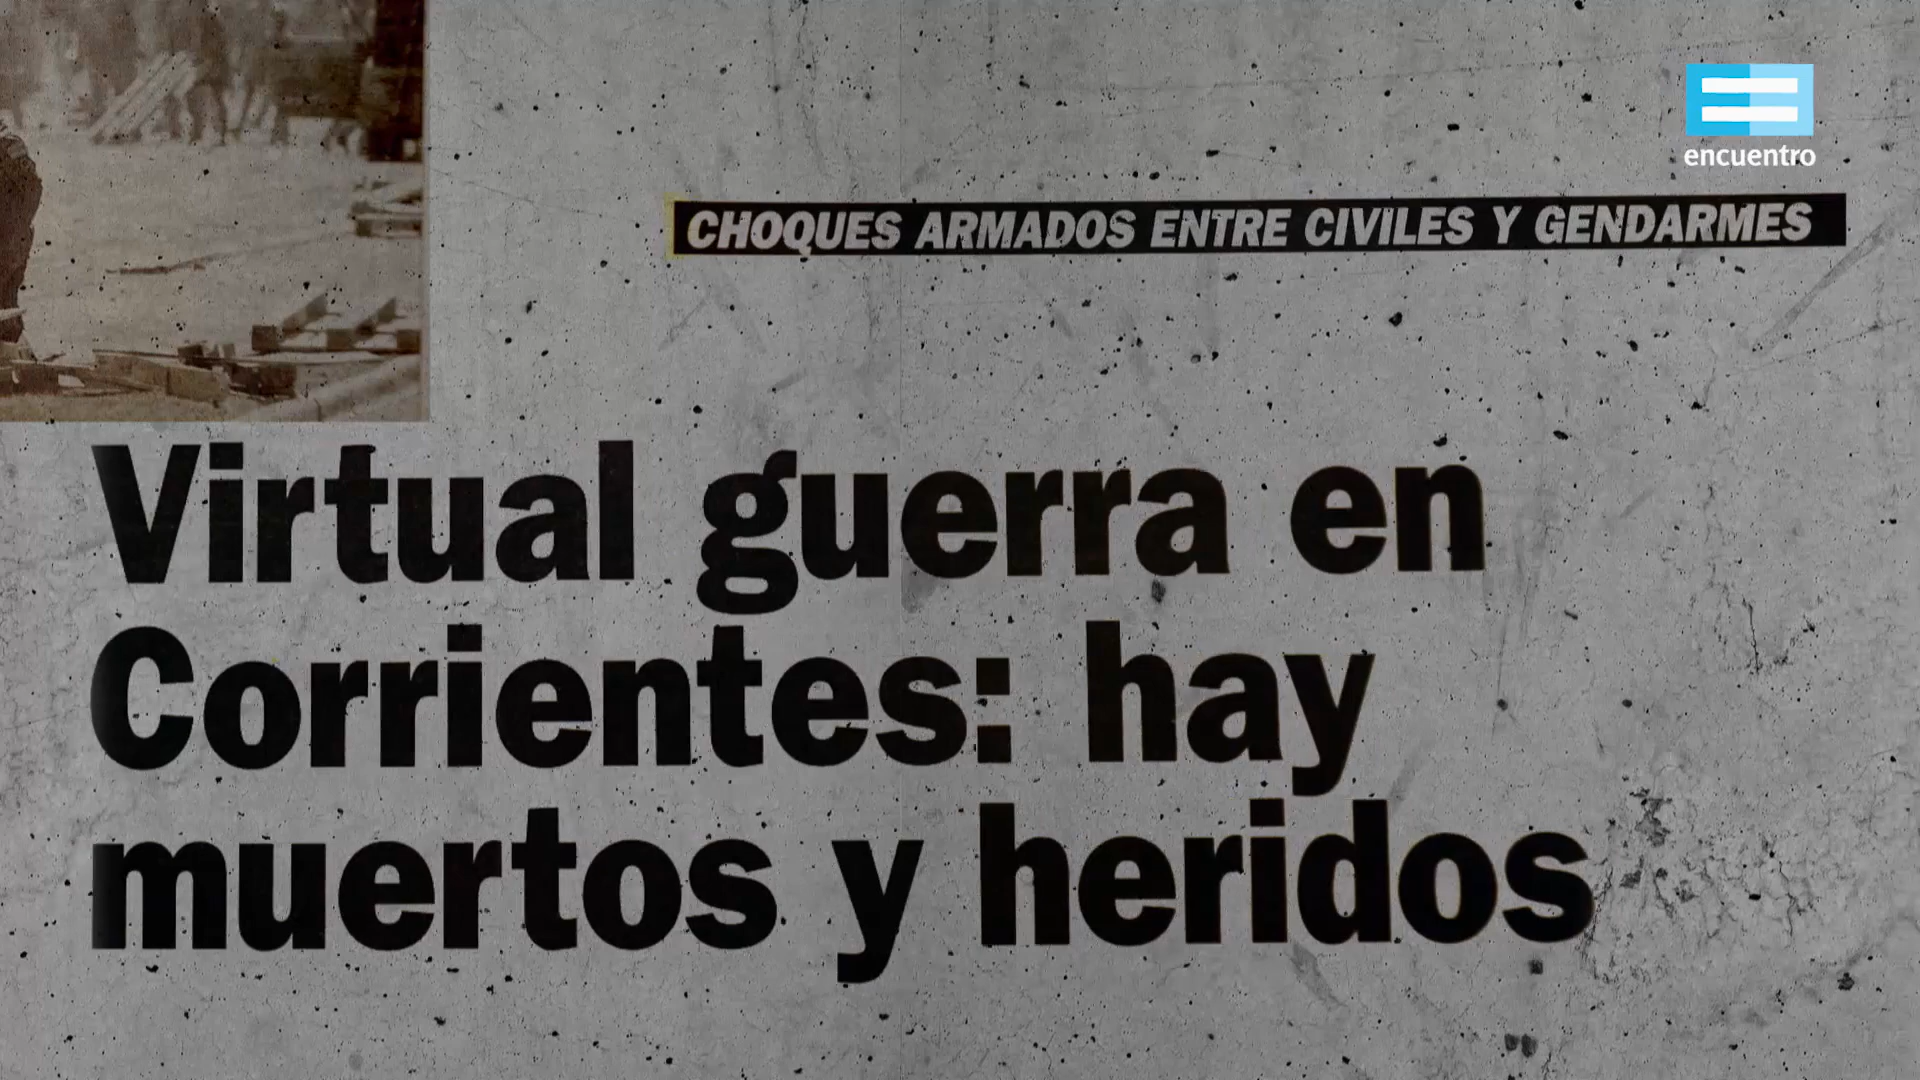 encuentro
CHOQUES ARMADOS ENTRE CIVILES Y GENDARMES
Virtual guerra en
Corrientes: hay
muertos y heridos